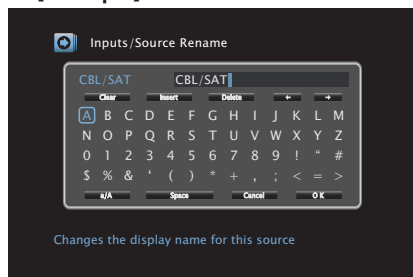 Inputs/Source Rename
CBL/SAT CBL/SAT
Clear Insert Delete ← →
A B C D E F G H I J K L M
N O P Q R S T U V W X Y Z
0 1 2 3 4 5 6 7 8 9 ! “ #
$ % & ‘ ( ) * + , ; < = >
a/A Space Cancel OK
Changes the display name for this source